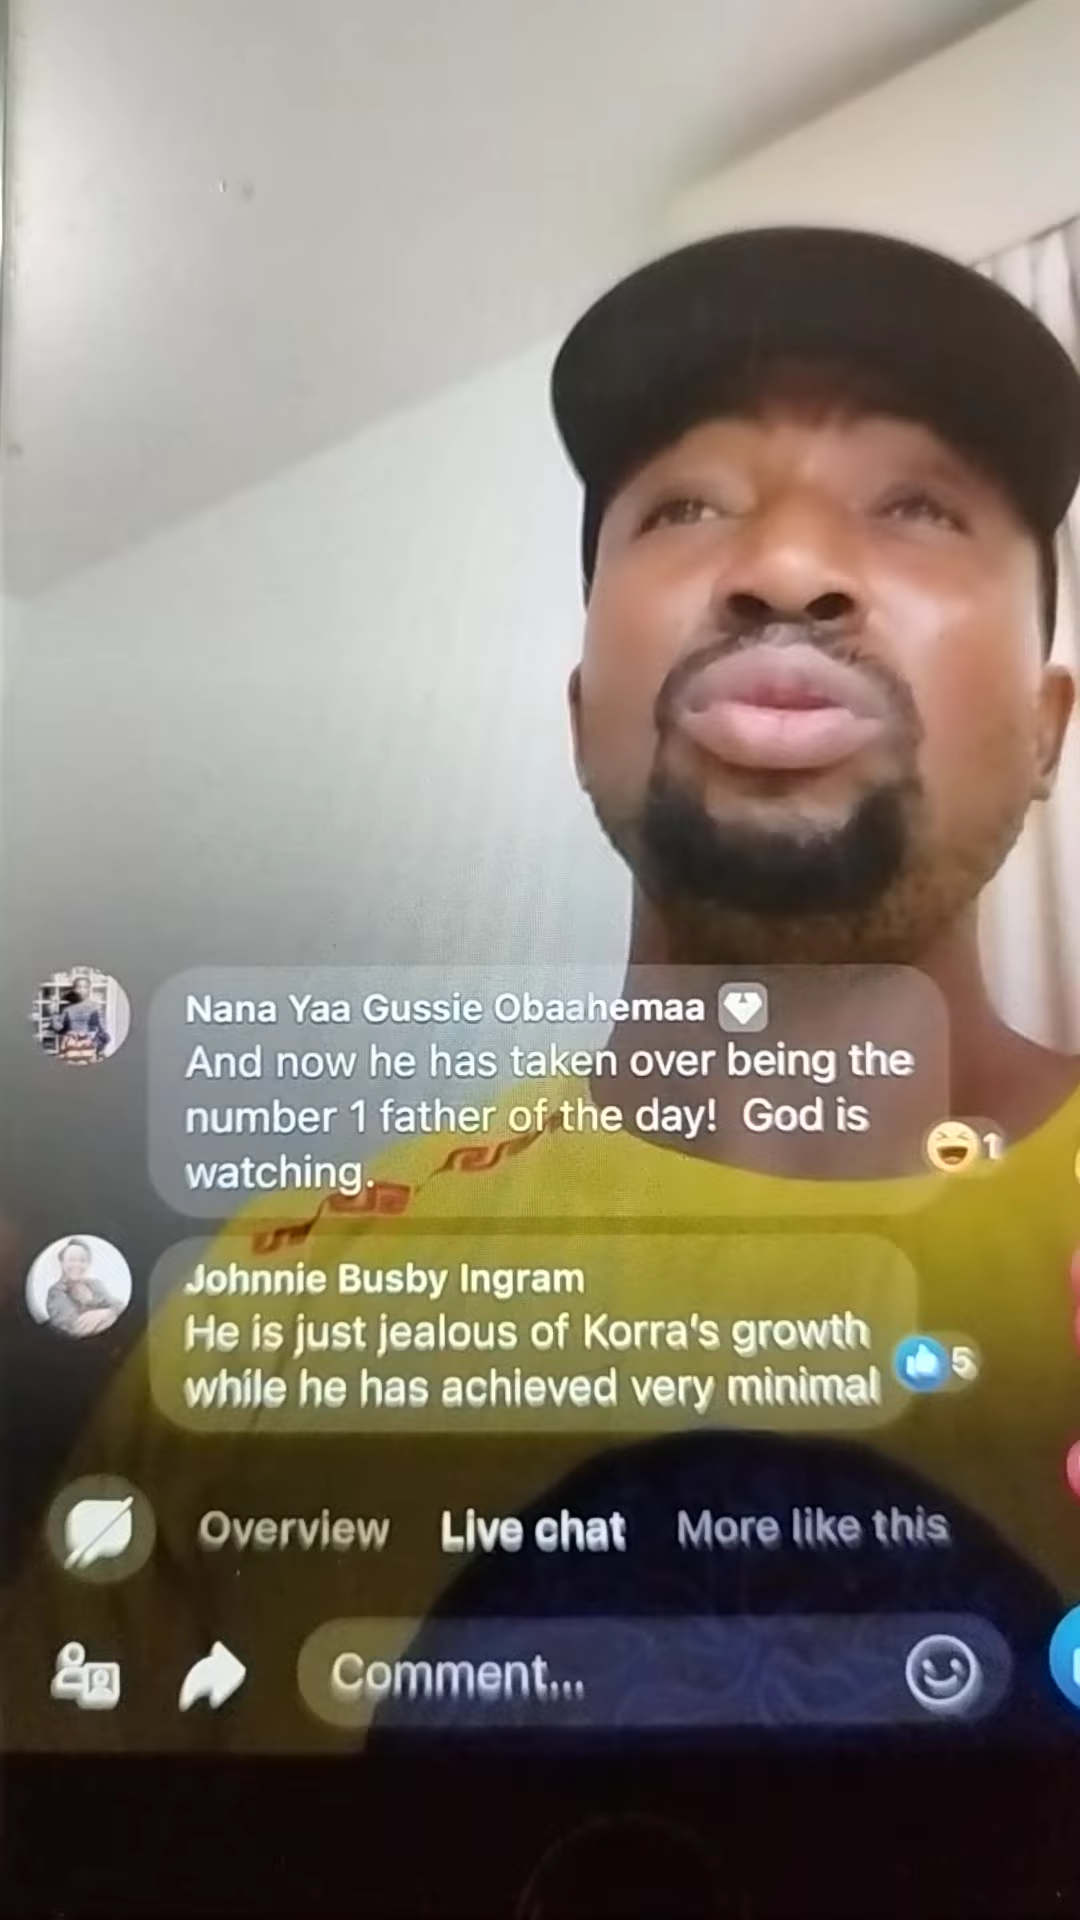 Nana Yaa Gussie Obaahemaa
And now he has taken over being the
number 1 father of the day!  God is
watching.
1
Johnnie Busby Ingram
He is just jealous of Korra's growth
while he has achieved very minimal
5
Overview Live chat More like this
Comment...